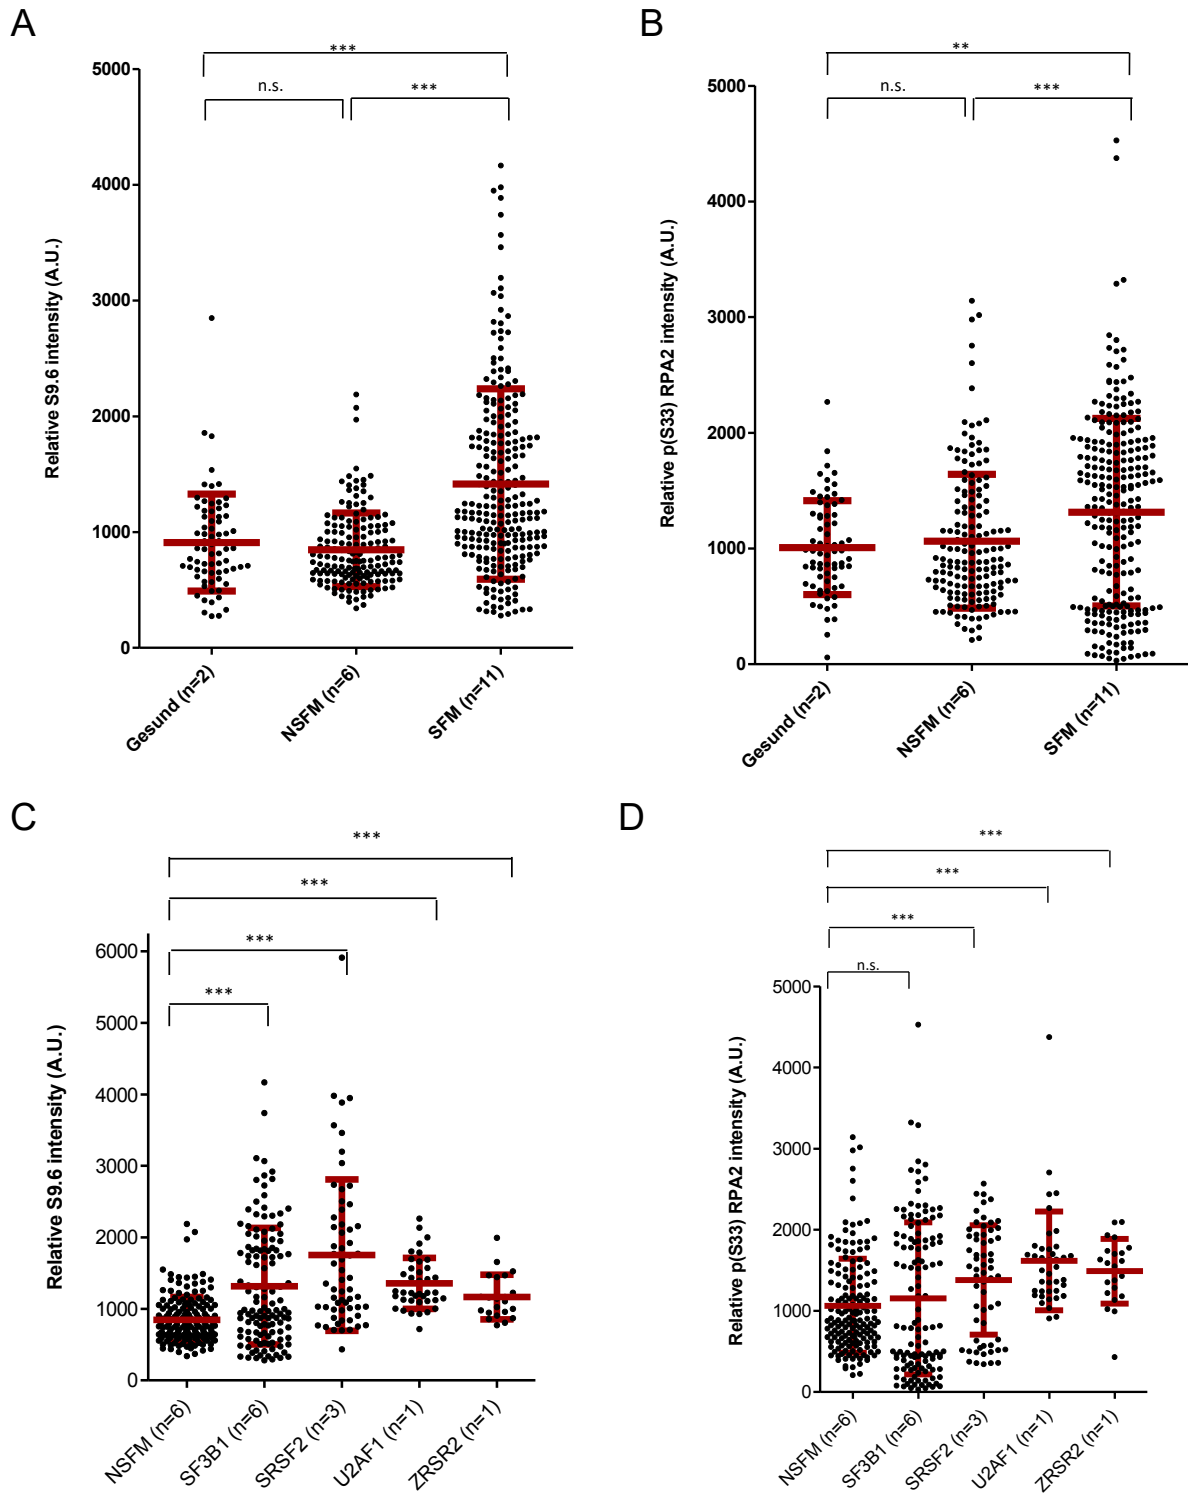 A
B
***
n.s.
***
5000
4000
3000
2000
1000
0
Relative S9.6 intensity (A.U.)
Gesund (n=2)
NSFM (n=6)
SFM (n=11)
**
n.s.
***
5000
4000
3000
2000
1000
0
Relative p(S33) RPA2 intensity (A.U.)
Gesund (n=2)
NSFM (n=6)
SFM (n=11)
C
D
***
***
***
***
6000
5000
4000
3000
2000
1000
0
Relative S9.6 intensity (A.U.)
NSFM (n=6)
SF3B1 (n=6)
SRSF2 (n=3)
U2AF1 (n=1)
ZRSR2 (n=1)
***
***
***
n.s.
5000
4000
3000
2000
1000
0
Relative p(S33) RPA2 intensity (A.U.)
NSFM (n=6)
SF3B1 (n=6)
SRSF2 (n=3)
U2AF1 (n=1)
ZRSR2 (n=1)